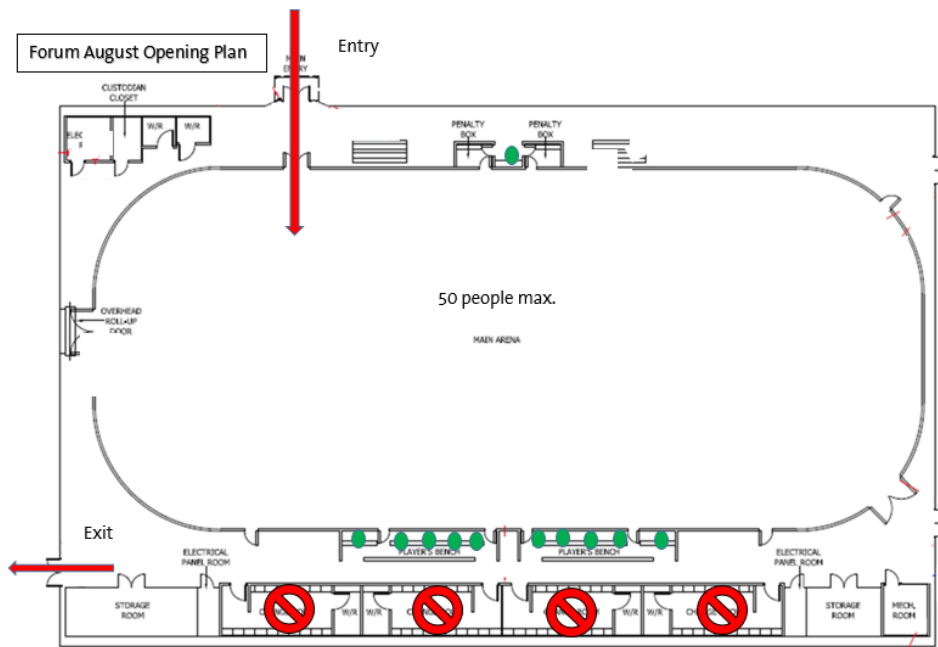 Forum August Opening Plan
Entry
ENTRY
CUSTODIAN
CLOSET
W/R
W/R
PENALTY
BOX
PENALTY
BOX
50 people max.
OVERHEAD
ROLL-UP
DOOR
MAIN ARENA
Exit
ELECTRICAL
PANEL ROOM
PLAYER'S BENCH
PLAYER'S BENCH
ELECTRICAL
PANEL ROOM
STORAGE
ROOM
W/R
W/R
W/R
W/R
STORAGE
ROOM
MECH,
ROOM